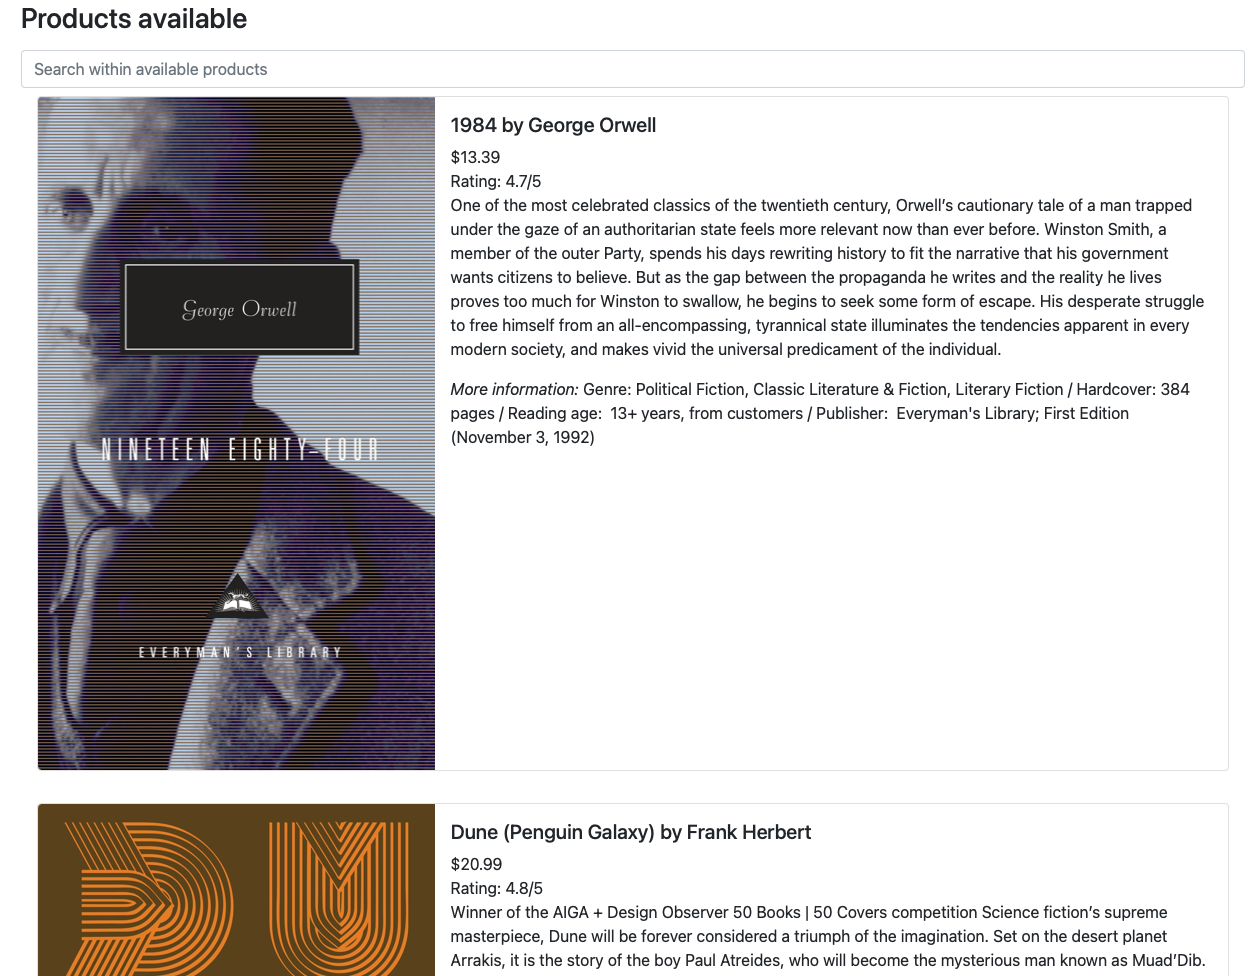 Products available
Search within available products
George Orwell
NINETEEN EIGHTY-FOUR
EVERYMAN'S LIBRARY
1984 by George Orwell
$13.39
Rating: 4.7/5
One of the most celebrated classics of the twentieth century, Orwell’s cautionary tale of a man trapped
under the gaze of an authoritarian state feels more relevant now than ever before. Winston Smith, a
member of the outer Party, spends his days rewriting history to fit the narrative that his government
wants citizens to believe. But as the gap between the propaganda he writes and the reality he lives
proves too much for Winston to swallow, he begins to seek some form of escape. His desperate struggle
to free himself from an all-encompassing, tyrannical state illuminates the tendencies apparent in every
modern society, and makes vivid the universal predicament of the individual.
More information: Genre: Political Fiction, Classic Literature & Fiction, Literary Fiction / Hardcover: 384
pages / Reading age:  13+ years, from customers / Publisher:  Everyman's Library; First Edition
(November 3, 1992)
DU
Dune (Penguin Galaxy) by Frank Herbert
$20.99
Rating: 4.8/5
Winner of the AIGA + Design Observer 50 Books | 50 Covers competition Science fiction’s supreme
masterpiece, Dune will be forever considered a triumph of the imagination. Set on the desert planet
Arrakis, it is the story of the boy Paul Atreides, who will become the mysterious man known as Muad’Dib.